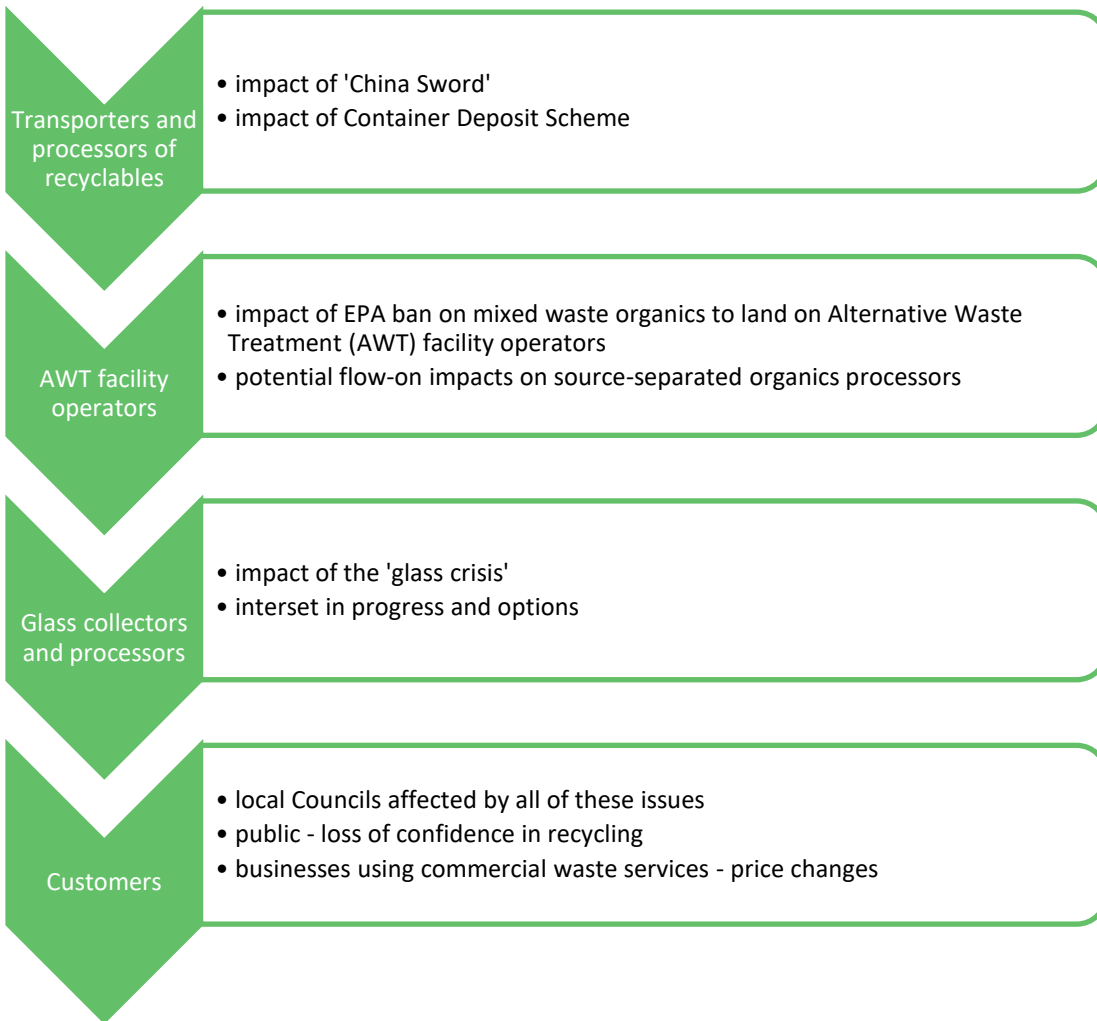 Transporters and
processors of
recyclables
• impact of 'China Sword'
• impact of Container Deposit Scheme
AWT facility
operators
• impact of EPA ban on mixed waste organics to land on Alternative Waste
Treatment (AWT) facility operators
• potential flow-on impacts on source-separated organics processors
Glass collectors
and processors
• impact of the 'glass crisis'
• interset in progress and options
Customers
• local Councils affected by all of these issues
• public - loss of confidence in recycling
• businesses using commercial waste services - price changes